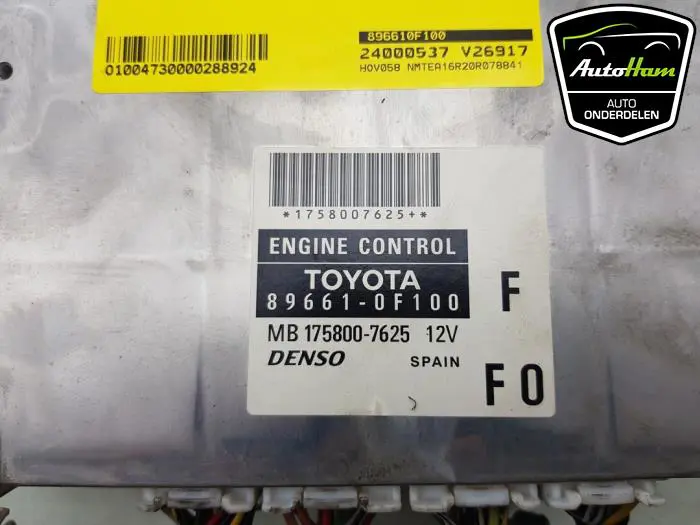 896610F100
01004730000288924
24000537 V26917
HOV058 NMTEA16R20R078841
AutoHam
AUTO
ONDERDELEN
*1758007625+*
ENGINE CONTROL
TOYOTA
89661-0F100
F
MB 175800-7625 12V
DENSO SPAIN
F0